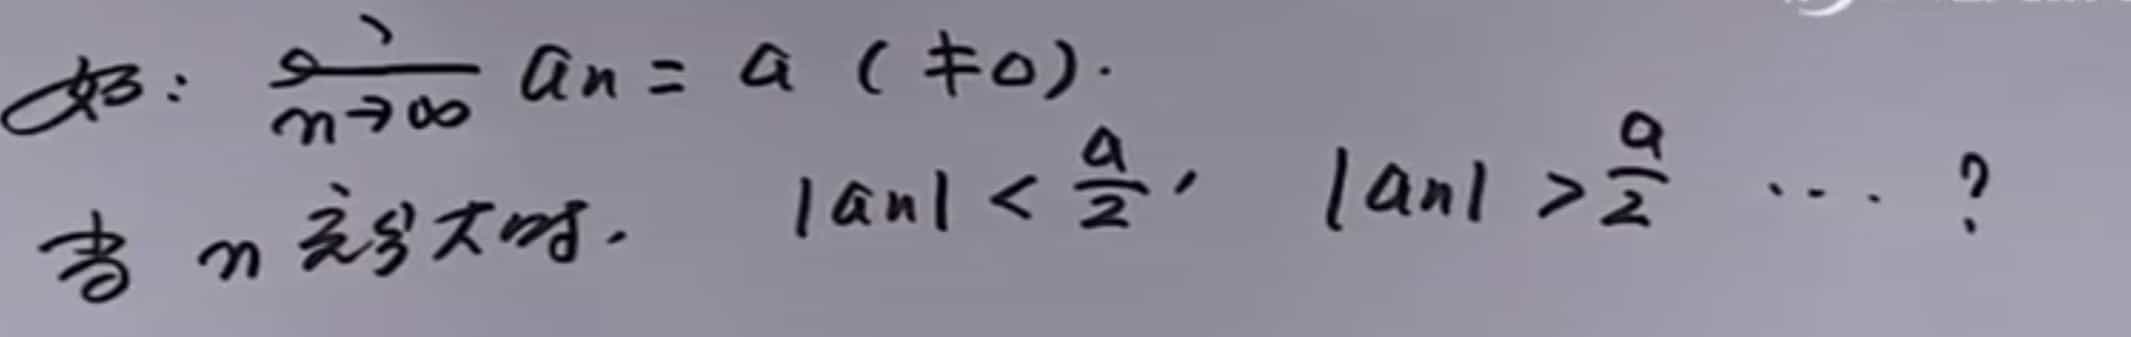 如: lim_{n→∞} an = a (≠0).
当 n 充分大时. |an| < a/2, |an| > a/2 .... ?